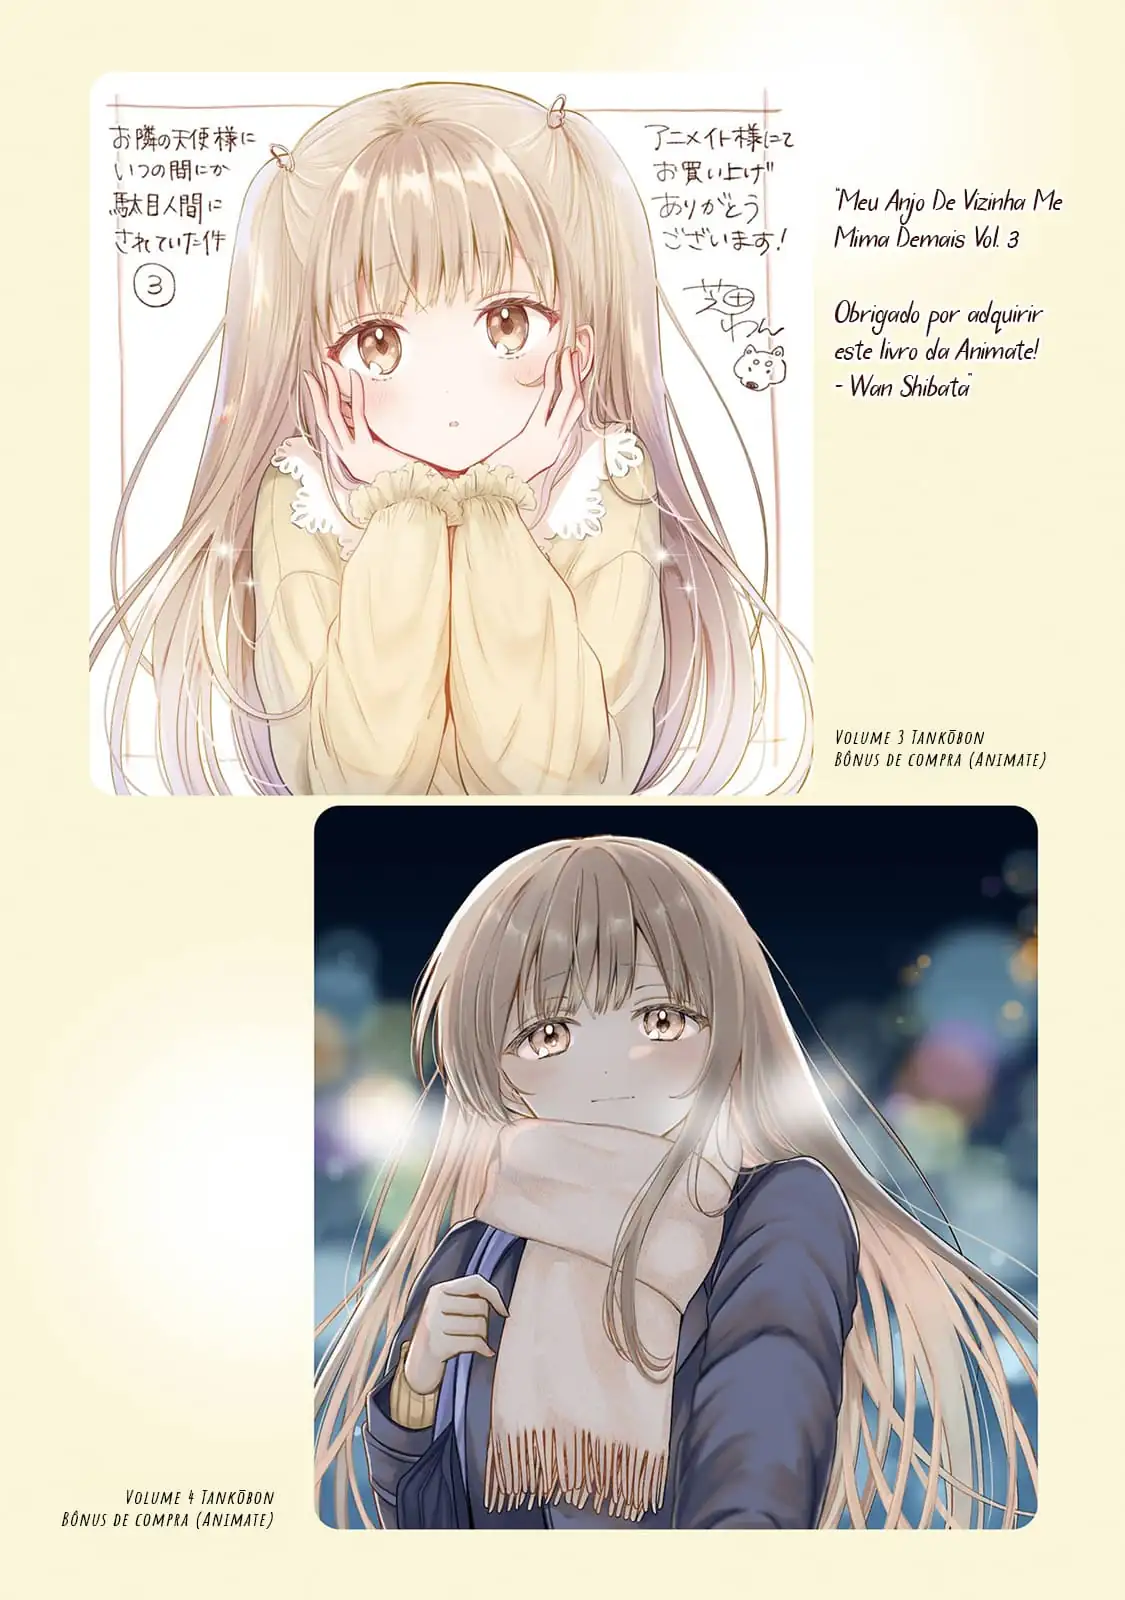 お隣の天使様に
いつの間にか
駄目人間に
されていた件
③
アニメイト様にて
お買い上げ
ありがとう
ございます!
芝田
わん
"Meu Anjo De Vizinha Me
Mima Demais Vol. 3
Obrigado por adquirir
este livro da Animate!
- Wan Shibata"
Volume 3 Tankōbon
Bônus de compra (Animate)
Volume 4 Tankōbon
Bônus de compra (Animate)